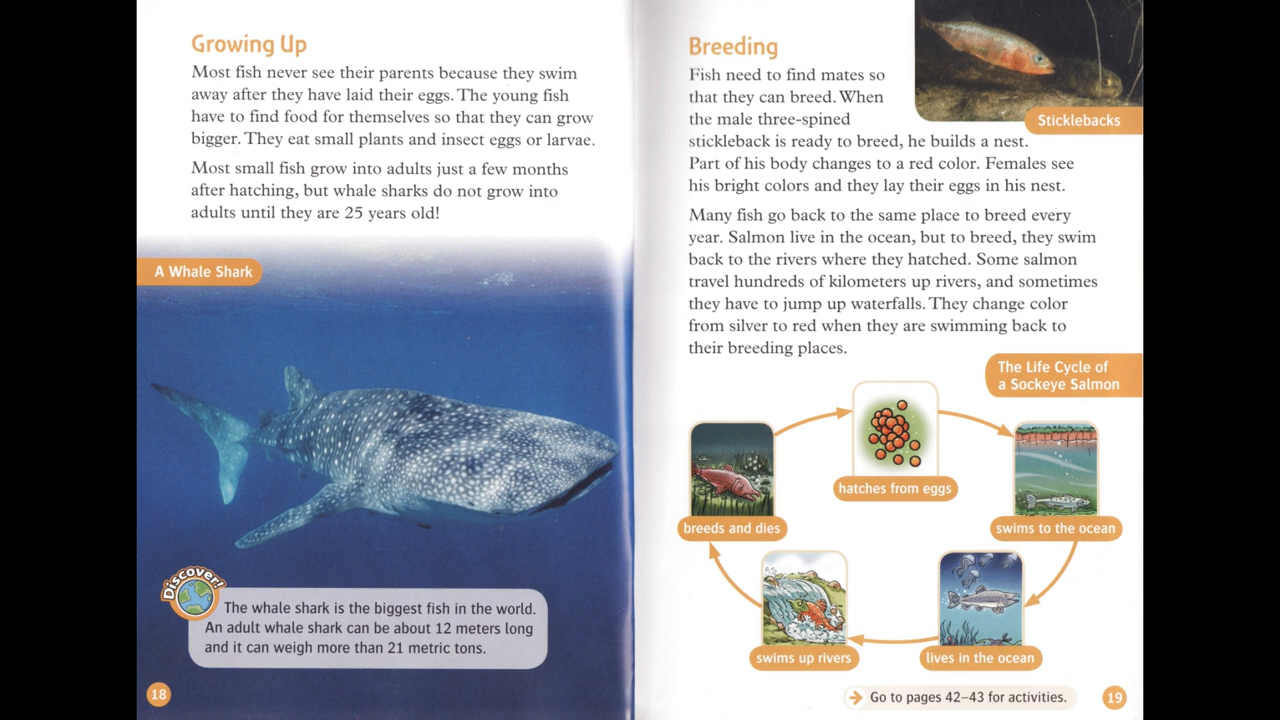 Growing Up
Most fish never see their parents because they swim
away after they have laid their eggs. The young fish
have to find food for themselves so that they can grow
bigger. They eat small plants and insect eggs or larvae.
Most small fish grow into adults just a few months
after hatching, but whale sharks do not grow into
adults until they are 25 years old!
A Whale Shark
Discover!
The whale shark is the biggest fish in the world.
An adult whale shark can be about 12 meters long
and it can weigh more than 21 metric tons.
18
Breeding
Fish need to find mates so
that they can breed. When
the male three-spined
stickleback is ready to breed, he builds a nest.
Part of his body changes to a red color. Females see
his bright colors and they lay their eggs in his nest.
Sticklebacks
Many fish go back to the same place to breed every
year. Salmon live in the ocean, but to breed, they swim
back to the rivers where they hatched. Some salmon
travel hundreds of kilometers up rivers, and sometimes
they have to jump up waterfalls. They change color
from silver to red when they are swimming back to
their breeding places.
The Life Cycle of
a Sockeye Salmon
hatches from eggs
swims to the ocean
lives in the ocean
swims up rivers
breeds and dies
Go to pages 42–43 for activities.
19